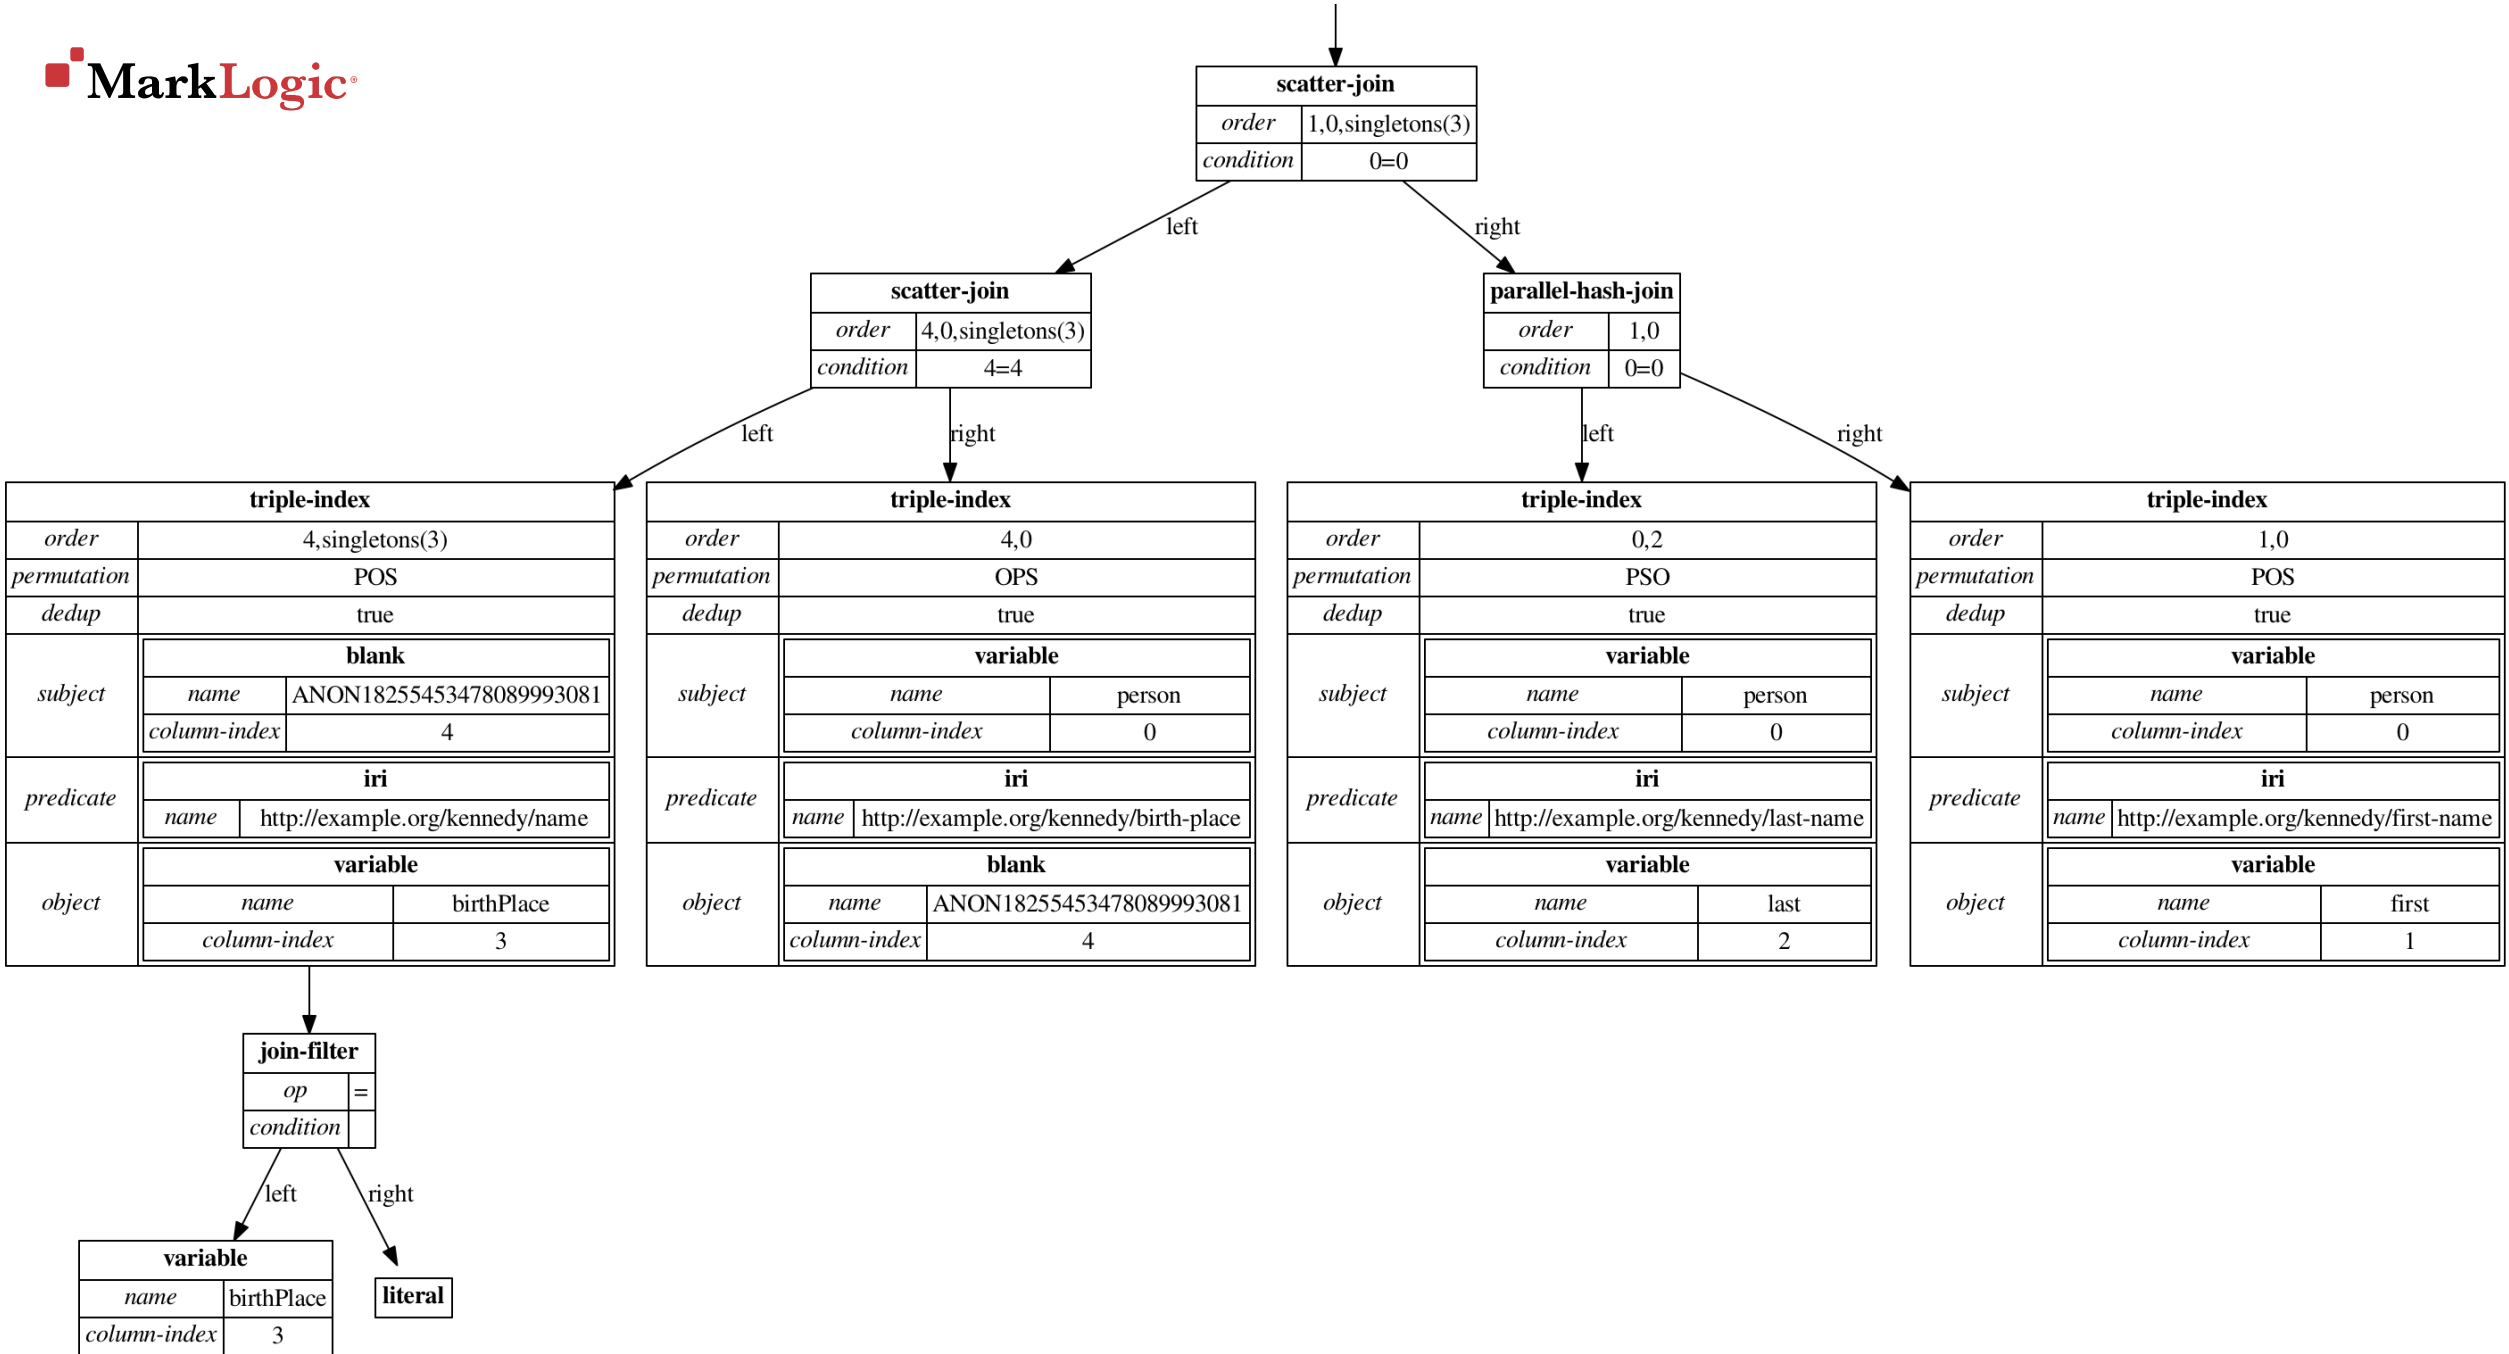 MarkLogic®
scatter-join
order 1,0,singletons(3)
condition 0=0
left
right
scatter-join
order 4,0,singletons(3)
condition 4=4
parallel-hash-join
order 1,0
condition 0=0
left
right
left
right
triple-index
order 4,singletons(3)
permutation POS
dedup true
subject
blank
name ANON18255453478089993081
column-index 4
predicate
iri
name http://example.org/kennedy/name
object
variable
name birthPlace
column-index 3
triple-index
order 4,0
permutation OPS
dedup true
subject
variable
name person
column-index 0
predicate
iri
name http://example.org/kennedy/birth-place
object
blank
name ANON18255453478089993081
column-index 4
triple-index
order 0,2
permutation PSO
dedup true
subject
variable
name person
column-index 0
predicate
iri
name http://example.org/kennedy/last-name
object
variable
name last
column-index 2
triple-index
order 1,0
permutation POS
dedup true
subject
variable
name person
column-index 0
predicate
iri
name http://example.org/kennedy/first-name
object
variable
name first
column-index 1
join-filter
op =
condition
left
right
variable
name birthPlace
column-index 3
literal